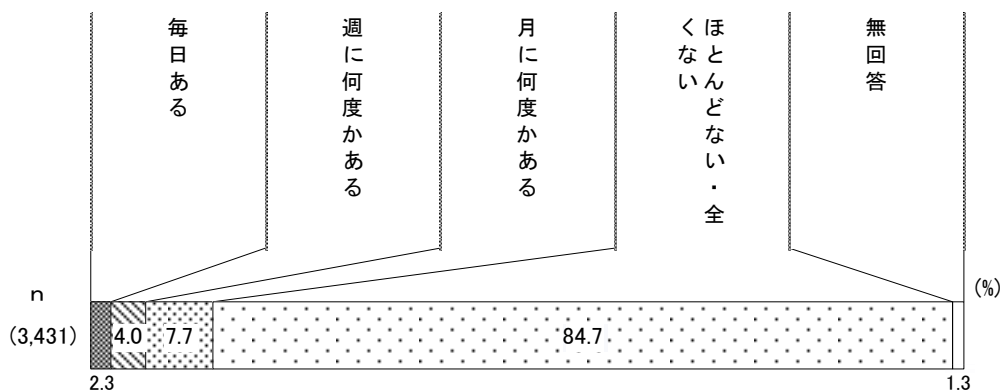 毎日ある
週に何度かある
月に何度かある
ほとんどない・全
くない
無回答
(%)
n
(3,431)
4.0
7.7
84.7
2.3
1.3